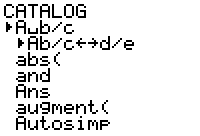 CATALOG
▶A⊔b/c
▶Ab/c↔d/e
abs(
and
Ans
augment(
Autosimp